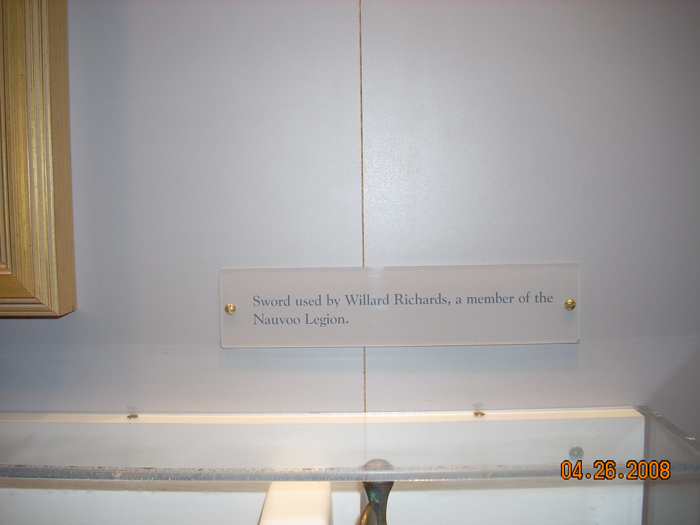 Sword used by Willard Richards, a member of the
Nauvoo Legion.
04.26.2008